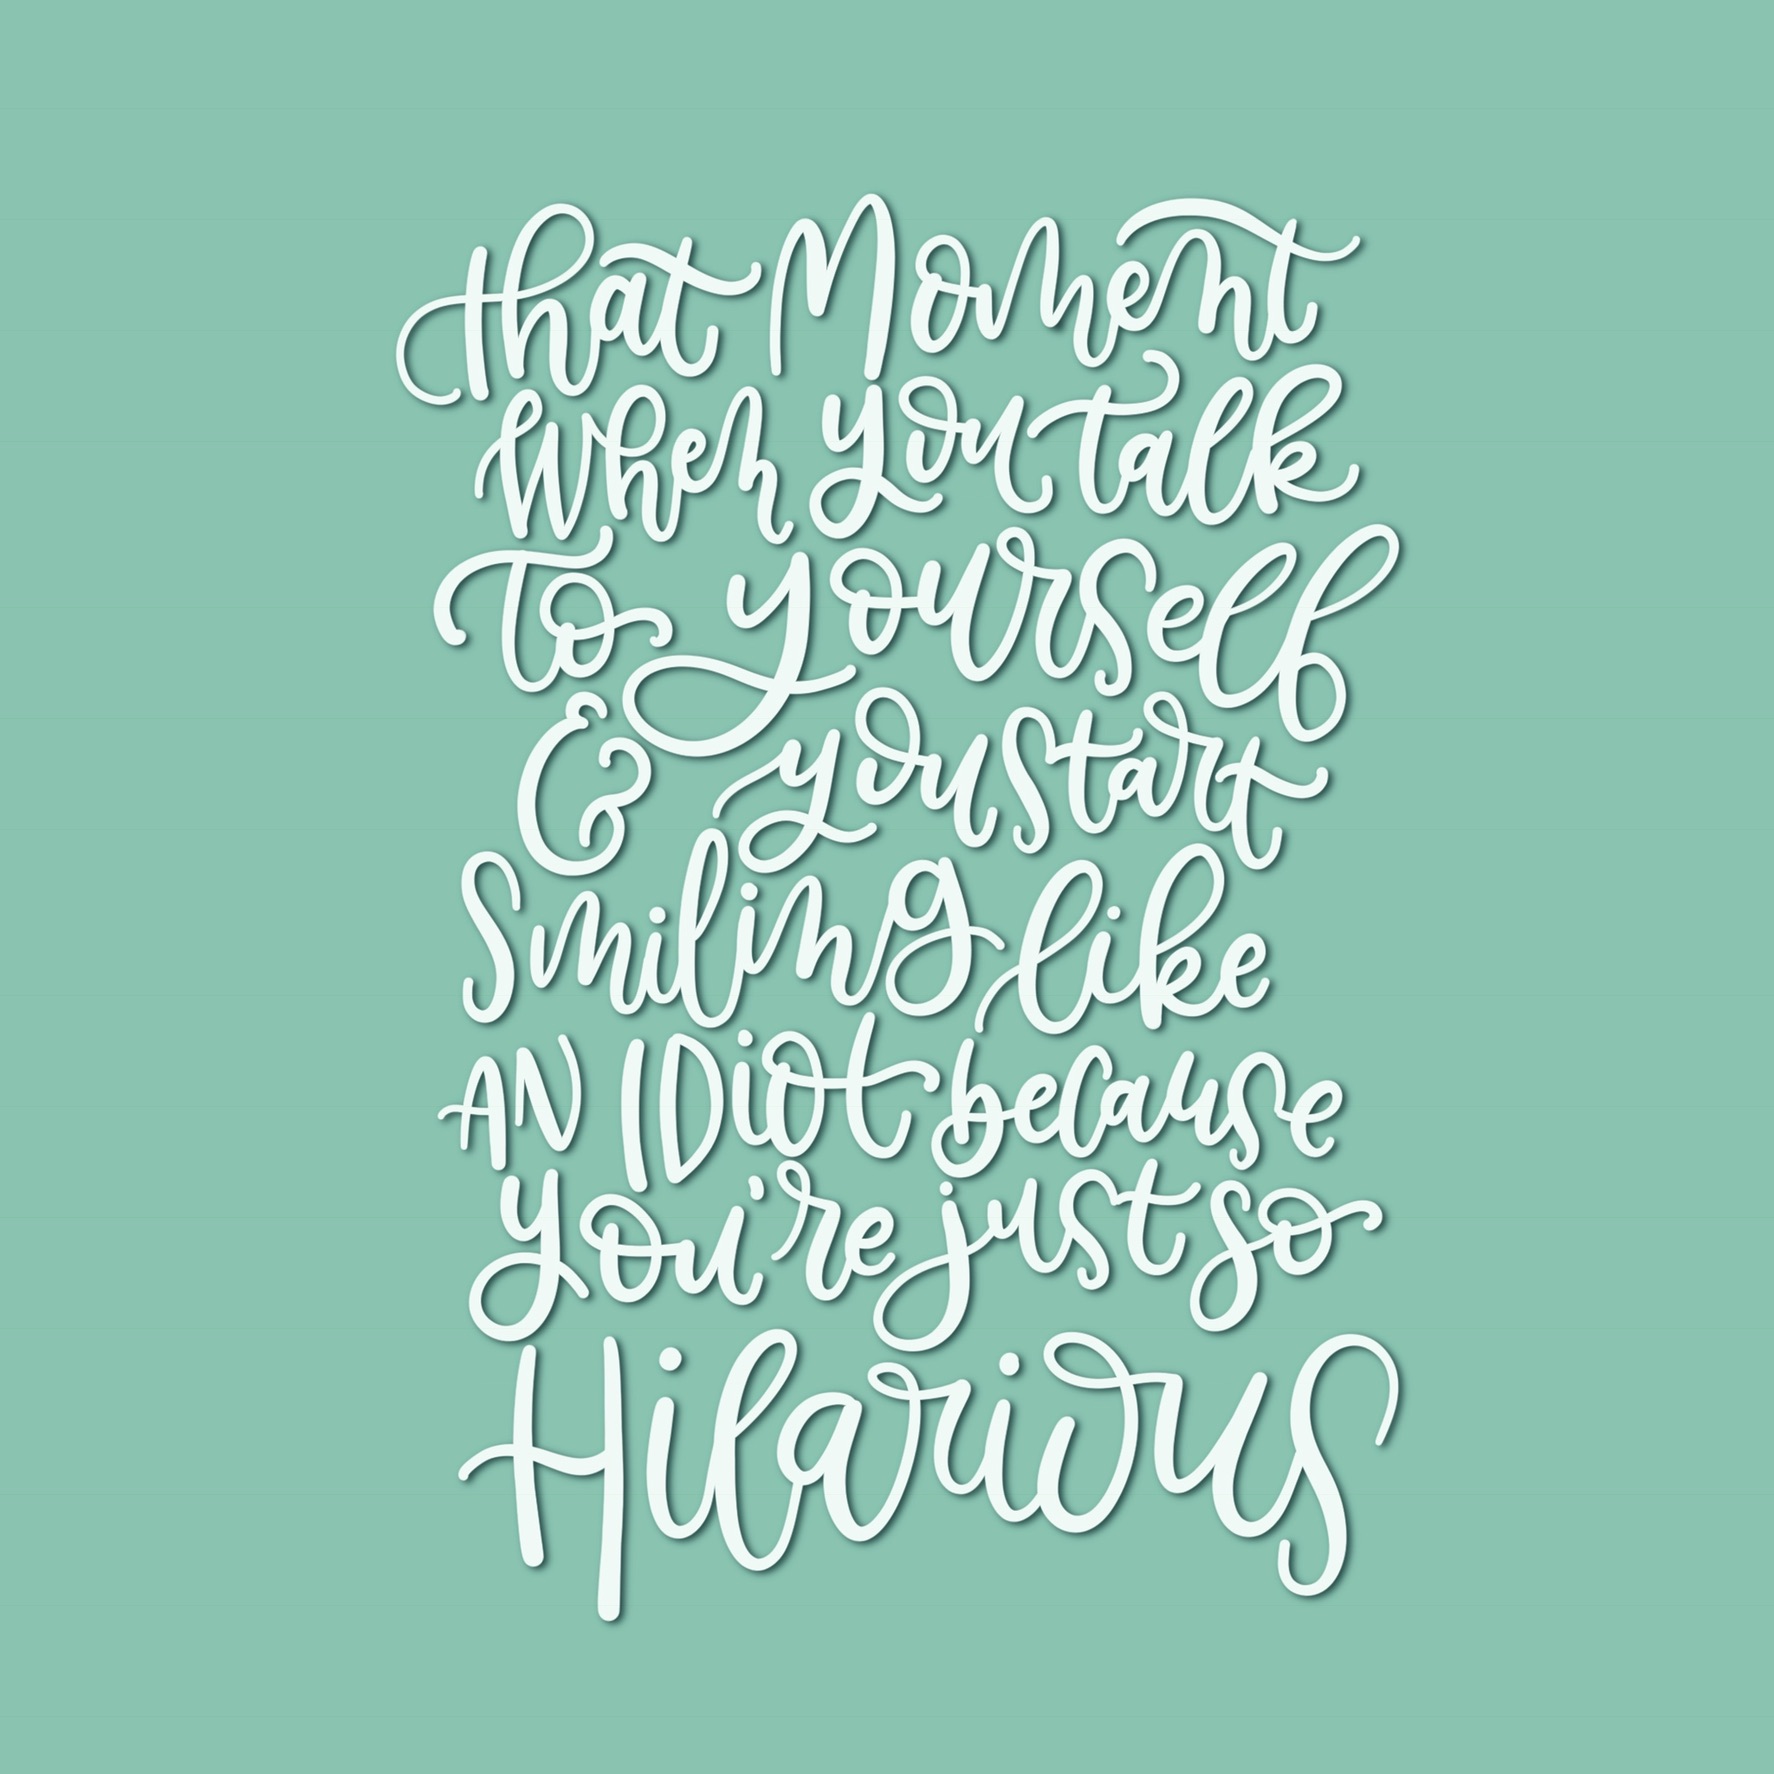 that Moment
When you talk
To yourself
& you start
Smiling like
AN IDiot because
you're just so
Hilarious